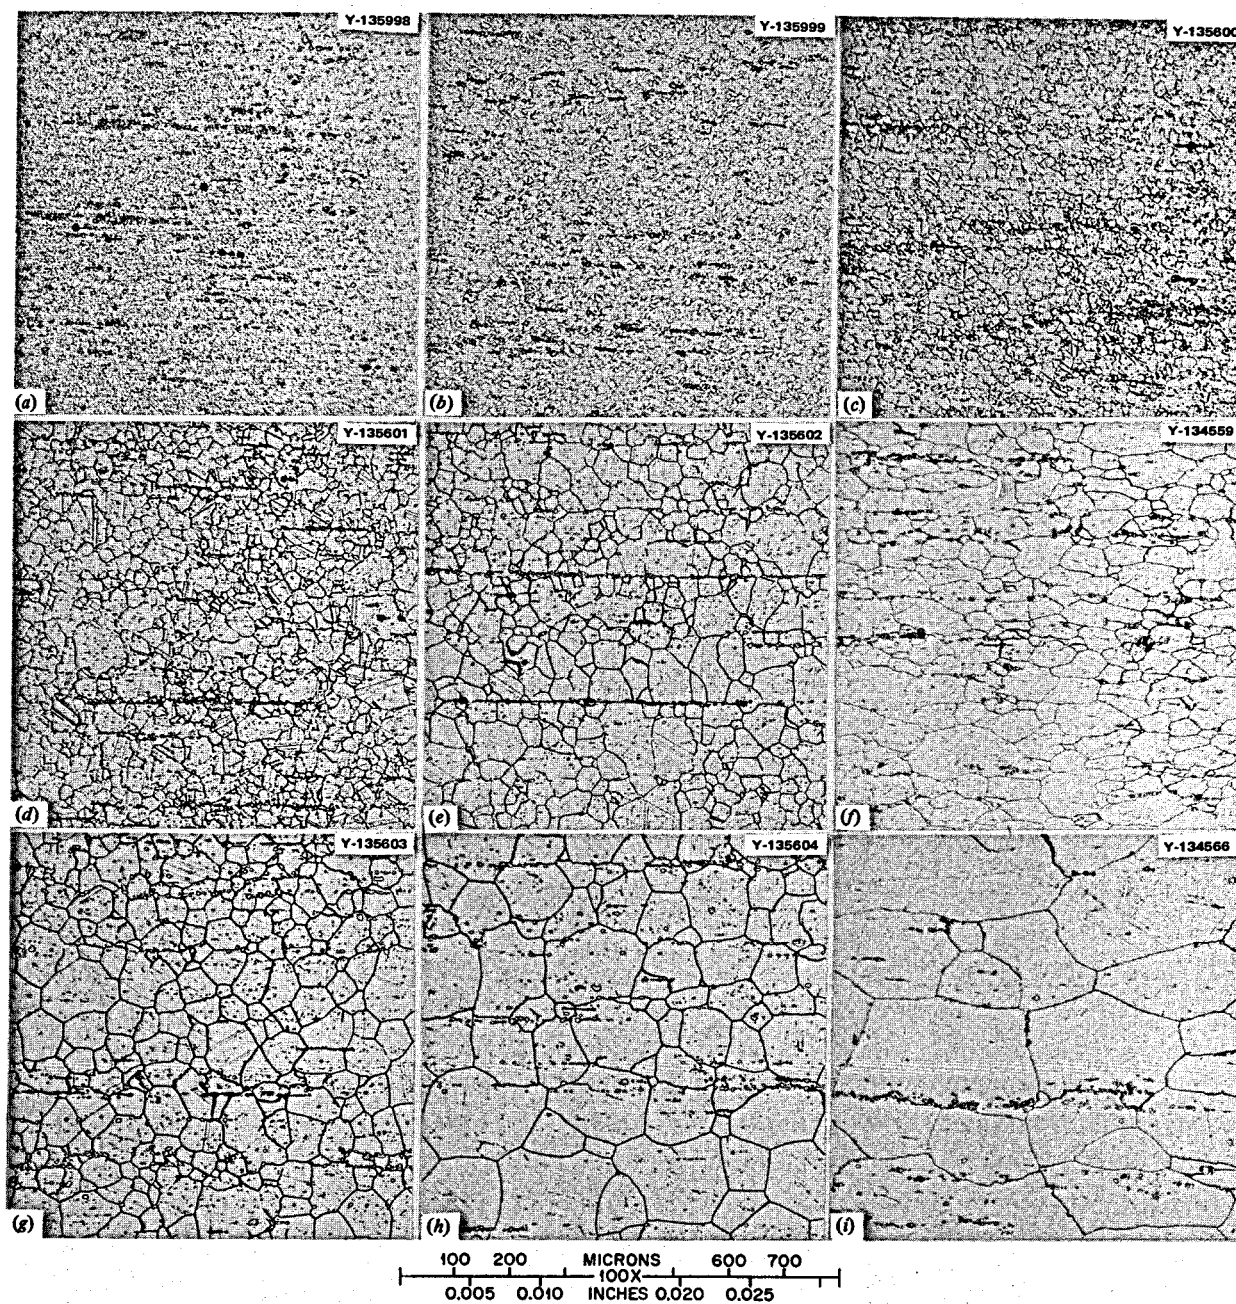 Y-135998
Y-135999
Y-135600
(a)
(b)
(c)
Y-135601
Y-135602
Y-134559
(d)
(e)
(f)
Y-135603
Y-135604
Y-134566
(g)
(h)
(i)
100 200 MICRONS 600 700
100X
0.005 0.010 INCHES 0.020 0.025